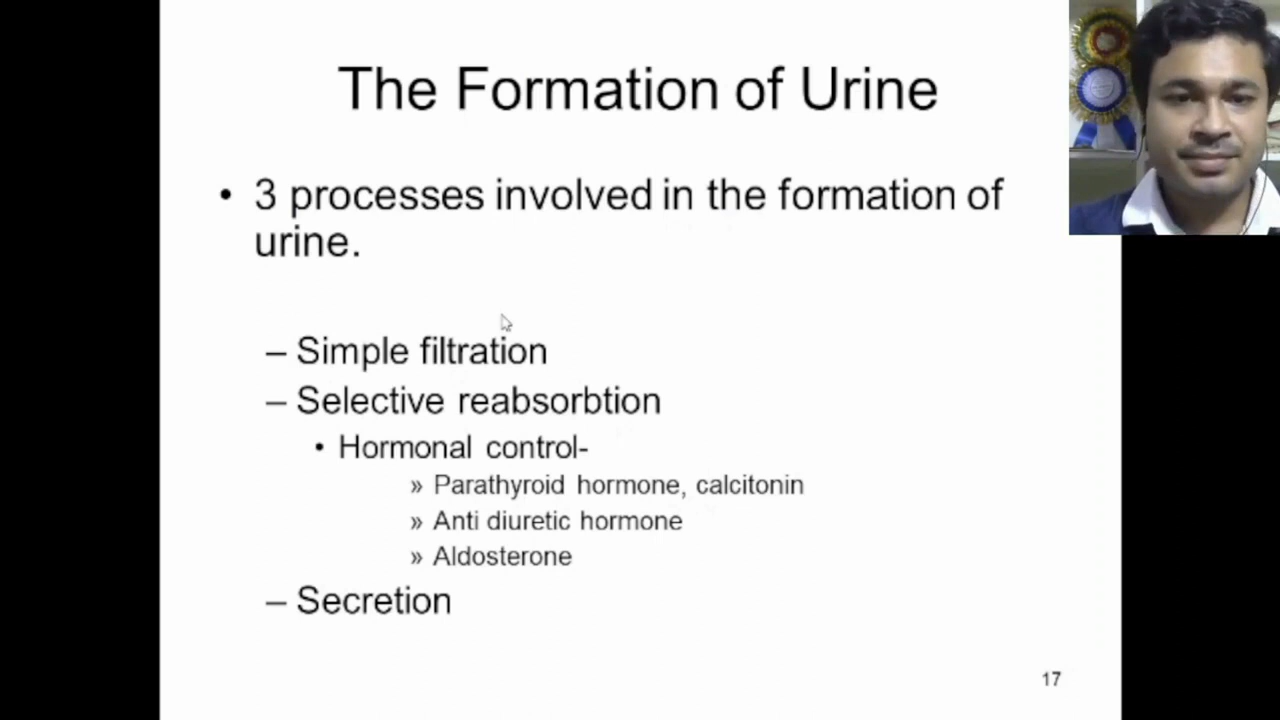 The Formation of Urine
• 3 processes involved in the formation of
urine.
– Simple filtration
– Selective reabsorbtion
• Hormonal control-
» Parathyroid hormone, calcitonin
» Anti diuretic hormone
» Aldosterone
– Secretion
17